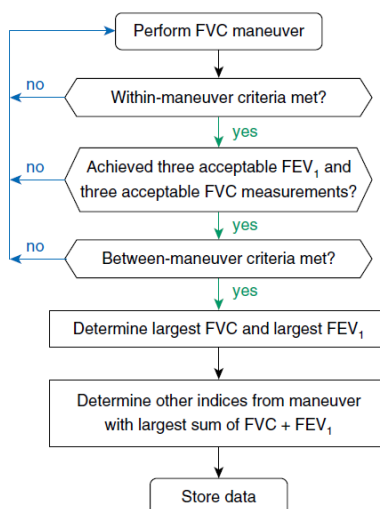 Perform FVC maneuver
no
Within-maneuver criteria met?
yes
no
Achieved three acceptable FEV₁ and
three acceptable FVC measurements?
yes
no
Between-maneuver criteria met?
yes
Determine largest FVC and largest FEV₁
Determine other indices from maneuver
with largest sum of FVC + FEV₁
Store data